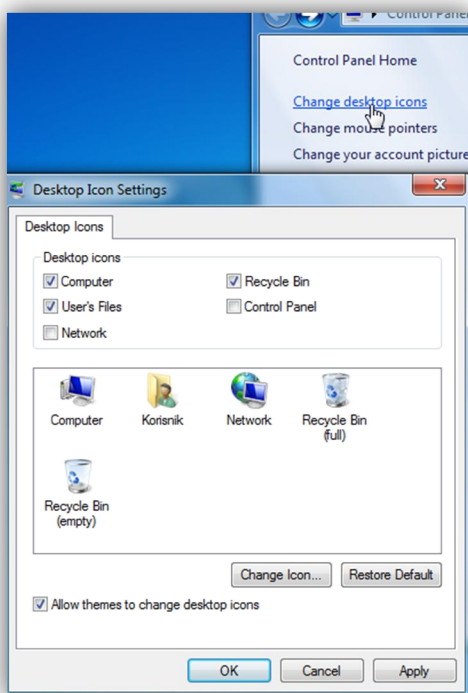 Control Panel
Control Panel Home
Change desktop icons
Change mouse pointers
Change your account picture
Desktop Icon Settings
Desktop Icons
Desktop icons
Computer
Recycle Bin
User's Files
Control Panel
Network
Computer
Korisnik
Network
Recycle Bin
(full)
Recycle Bin
(empty)
Change Icon...
Restore Default
Allow themes to change desktop icons
OK
Cancel
Apply